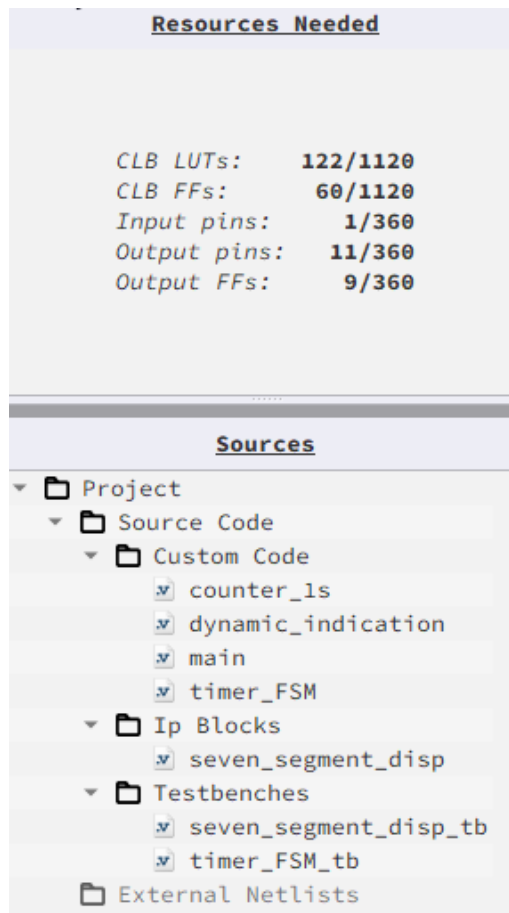 Resources Needed
CLB LUTs: 122/1120
CLB FFs: 60/1120
Input pins: 1/360
Output pins: 11/360
Output FFs: 9/360
Sources
Project
Source Code
Custom Code
counter_1s
dynamic_indication
main
timer_FSM
Ip Blocks
seven_segment_disp
Testbenches
seven_segment_disp_tb
timer_FSM_tb
External Netlists